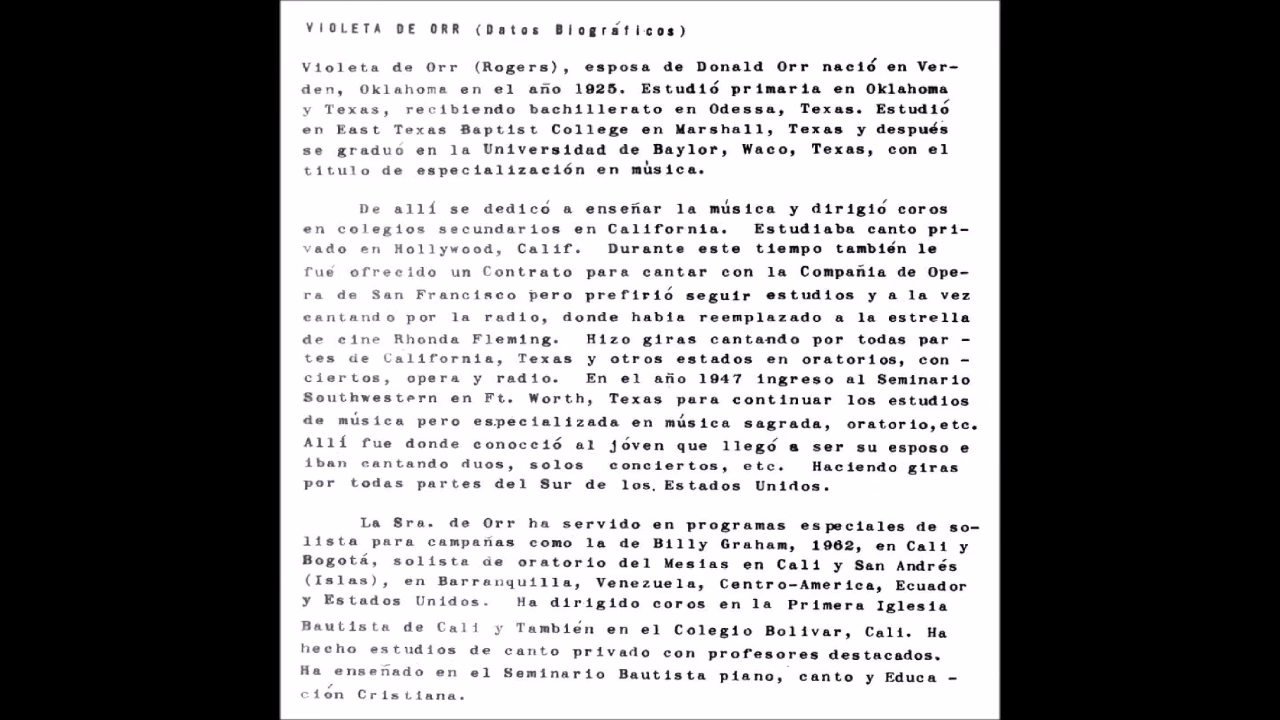 VIOLETA DE ORR (Datos Biográficos)
Violeta de Orr (Rogers), esposa de Donald Orr nació en Ver-
den, Oklahoma en el año 1925. Estudió primaria en Oklahoma
y Texas, recibiendo bachillerato en Odessa, Texas. Estudió
en East Texas Baptist College en Marshall, Texas y después
se graduó en la Universidad de Baylor, Waco, Texas, con el
titulo de especialización en música.
De allí se dedicó a enseñar la música y dirigió coros
en colegios secundarios en California. Estudiaba canto pri-
vado en Hollywood, Calif. Durante este tiempo también le
fué ofrecido un Contrato para cantar con la Compañia de Ope-
ra de San Francisco pero prefirió seguir estudios y a la vez
cantando por la radio, donde habia reemplazado a la estrella
de cine Rhonda Fleming. Hizo giras cantando por todas par -
tes de California, Texas y otros estados en oratorios, con -
ciertos, opera y radio. En el año 1947 ingreso al Seminario
Southwestern en Ft. Worth, Texas para continuar los estudios
de música pero especializada en música sagrada, oratorio,etc.
Allí fue donde conocció al jóven que llegó a ser su esposo e
iban cantando duos, solos conciertos, etc. Haciendo giras
por todas partes del Sur de los. Estados Unidos.
La Sra. de Orr ha servido en programas especiales de so-
lista para campañas como la de Billy Graham, 1962, en Cali y
Bogotá, solista de oratorio del Mesias en Cali y San Andrés
(Islas), en Barranquilla, Venezuela, Centro-America, Ecuador
y Estados Unidos. Ha dirigido coros en la Primera Iglesia
Bautista de Cali y También en el Colegio Bolivar, Cali. Ha
hecho estudios de canto privado con profesores destacados.
Ha enseñado en el Seminario Bautista piano, canto y Educa -
ción Cristiana.